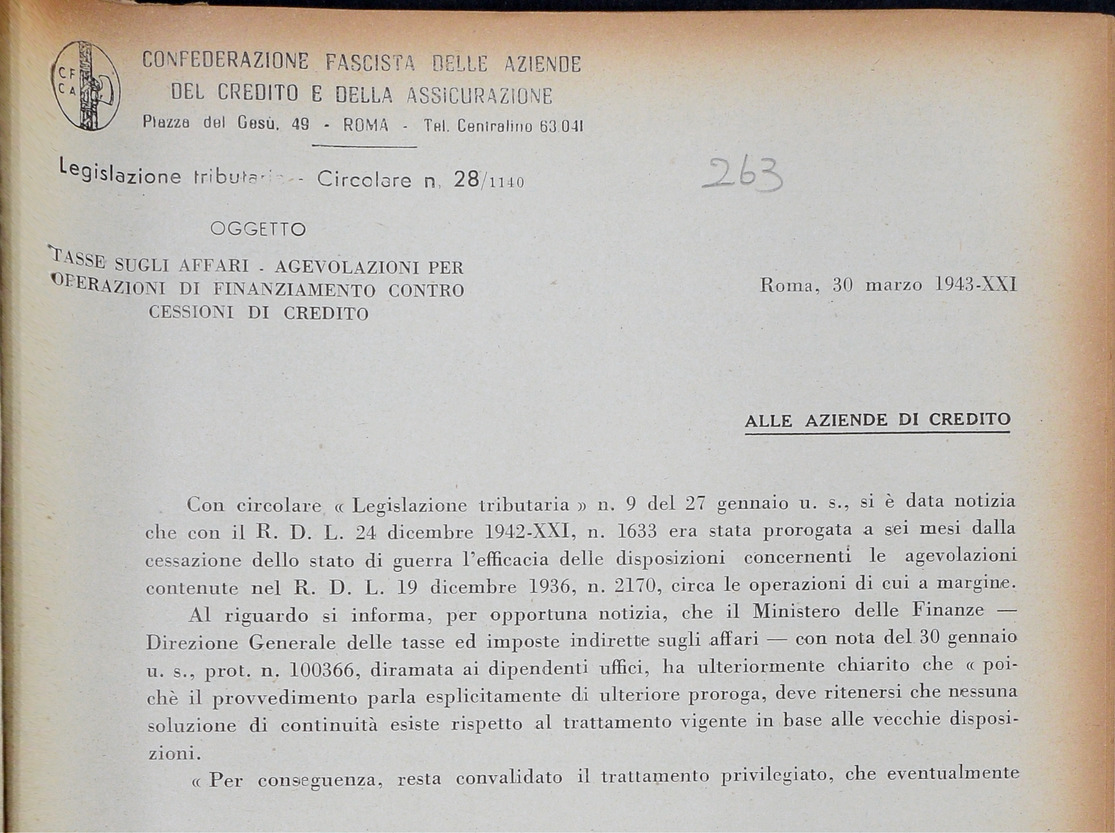 C F
C A
CONFEDERAZIONE FASCISTA DELLE AZIENDE
DEL CREDITO E DELLA ASSICURAZIONE
Piazza del Gesù, 49 - ROMA - Tel. Centralino 63.041
Legislazione tributaria - Circolare n. 28/1140
263
OGGETTO
TASSE SUGLI AFFARI - AGEVOLAZIONI PER
OPERAZIONI DI FINANZIAMENTO CONTRO
CESSIONI DI CREDITO
Roma, 30 marzo 1943-XXI
ALLE AZIENDE DI CREDITO
Con circolare « Legislazione tributaria » n. 9 del 27 gennaio u. s., si è data notizia
che con il R. D. L. 24 dicembre 1942-XXI, n. 1633 era stata prorogata a sei mesi dalla
cessazione dello stato di guerra l'efficacia delle disposizioni concernenti le agevolazioni
contenute nel R. D. L. 19 dicembre 1936, n. 2170, circa le operazioni di cui a margine.
Al riguardo si informa, per opportuna notizia, che il Ministero delle Finanze —
Direzione Generale delle tasse ed imposte indirette sugli affari — con nota del 30 gennaio
u. s., prot. n. 100366, diramata ai dipendenti uffici, ha ulteriormente chiarito che « poi-
chè il provvedimento parla esplicitamente di ulteriore proroga, deve ritenersi che nessuna
soluzione di continuità esiste rispetto al trattamento vigente in base alle vecchie disposi-
zioni.
« Per conseguenza, resta convalidato il trattamento privilegiato, che eventualmente